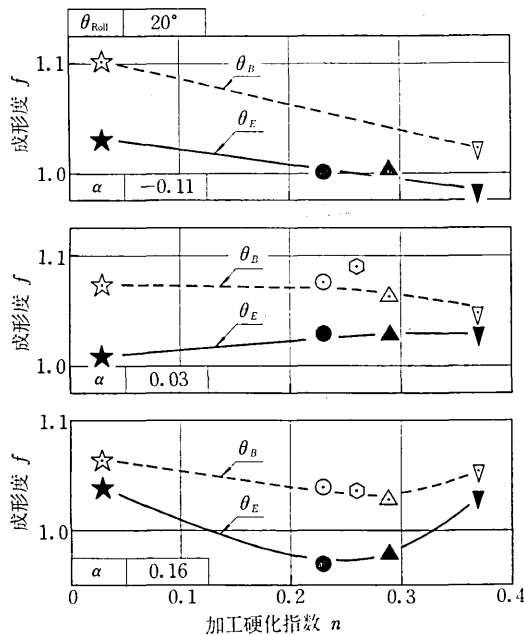 θRoll 20°
1.1
θB
成形度 f
θE
1.0
α -0.11
1.1
θB
成形度 f
θE
1.0
α 0.03
1.1
θB
成形度 f
θE
1.0
α 0.16
0 0.1 0.2 0.3 0.4
加工硬化指数 n